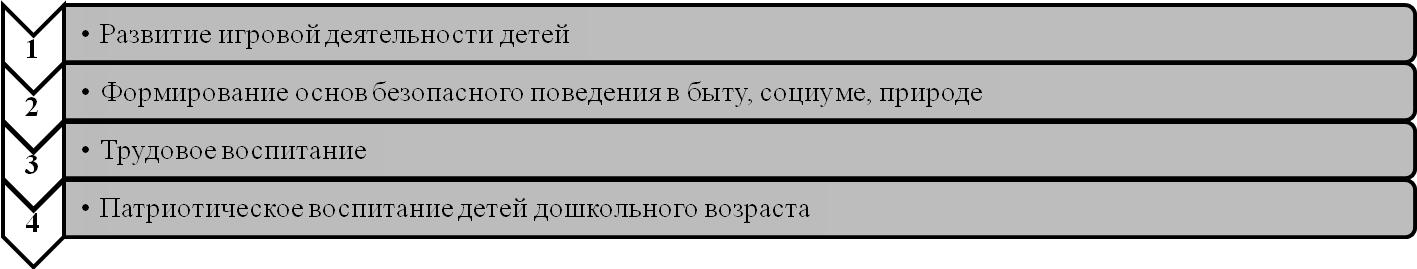 1 • Развитие игровой деятельности детей
2 • Формирование основ безопасного поведения в быту, социуме, природе
3 • Трудовое воспитание
4 • Патриотическое воспитание детей дошкольного возраста